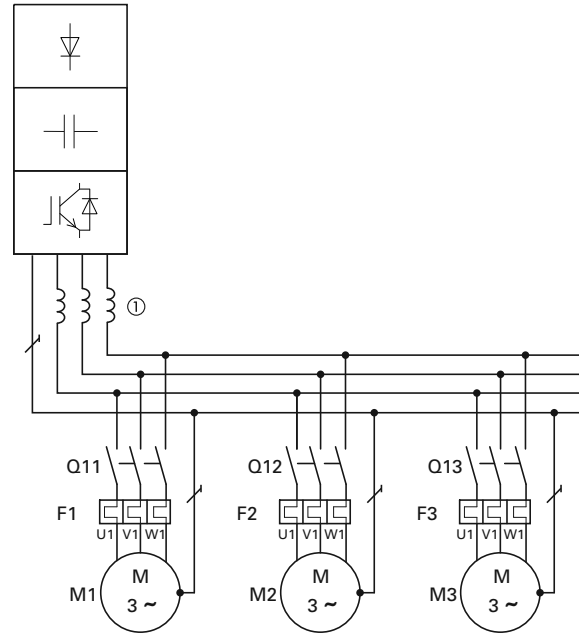 ①
Q11 Q12 Q13
F1 F2 F3
U1 V1 W1 U1 V1 W1 U1 V1 W1
M M M
M1 M2 M3
3 ~ 3 ~ 3 ~